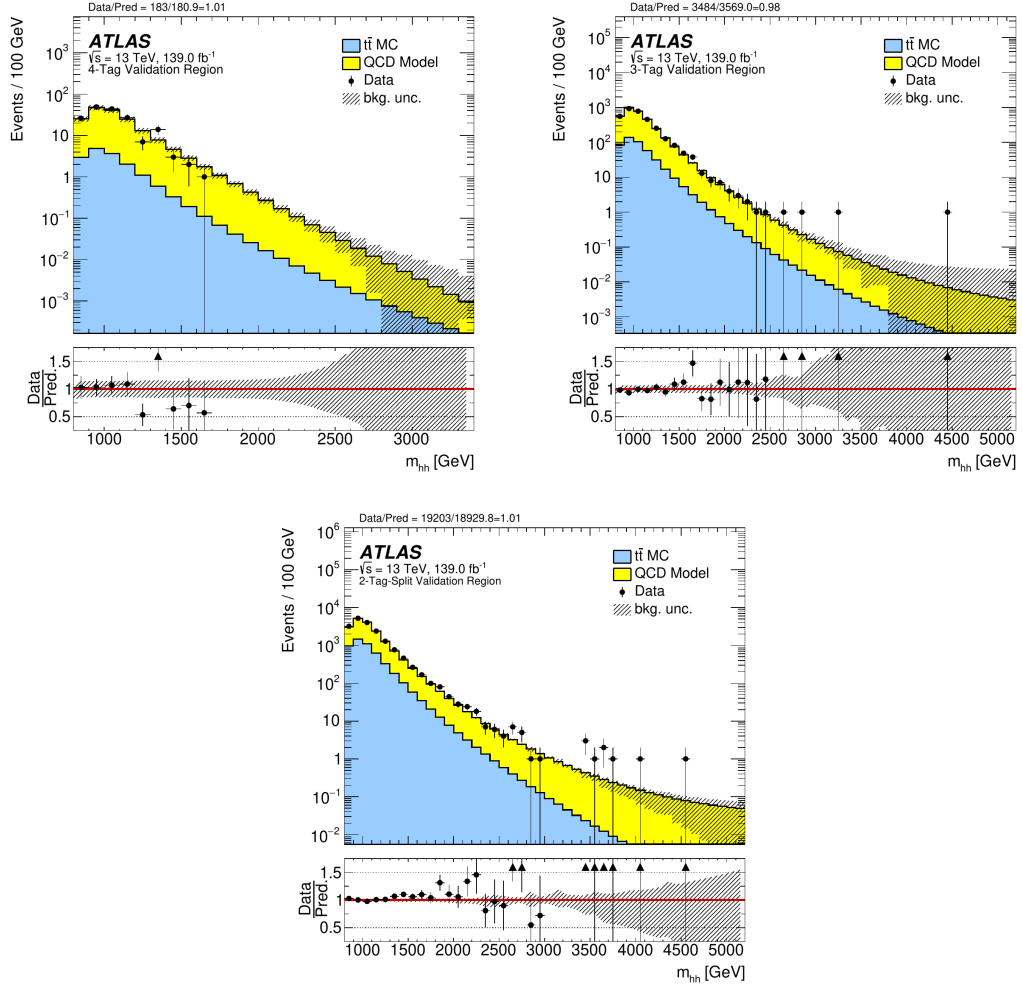 Data/Pred = 183/180.9=1.01
Events / 100 GeV
10³
10²
10
1
10⁻¹
10⁻²
10⁻³
ATLAS
√s = 13 TeV, 139.0 fb⁻¹
4-Tag Validation Region
tt̄ MC
QCD Model
Data
bkg. unc.
Data
Pred.
1.5
1
0.5
1000 1500 2000 2500 3000
m_hh [GeV]
Data/Pred = 3484/3569.0=0.98
Events / 100 GeV
10⁵
10⁴
10³
10²
10
1
10⁻¹
10⁻²
10⁻³
ATLAS
√s = 13 TeV, 139.0 fb⁻¹
3-Tag Validation Region
tt̄ MC
QCD Model
Data
bkg. unc.
Data
Pred.
1.5
1
0.5
1000 1500 2000 2500 3000 3500 4000 4500 5000
m_hh [GeV]
Data/Pred = 19203/18929.8=1.01
Events / 100 GeV
10⁶
10⁵
10⁴
10³
10²
10
1
10⁻¹
10⁻²
ATLAS
√s = 13 TeV, 139.0 fb⁻¹
2-Tag-Split Validation Region
tt̄ MC
QCD Model
Data
bkg. unc.
Data
Pred.
1.5
1
0.5
1000 1500 2000 2500 3000 3500 4000 4500 5000
m_hh [GeV]